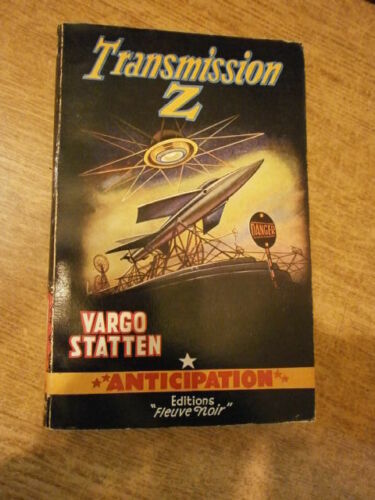 Transmission
Z
DANGER
VARGO
STATTEN
ANTICIPATION
Editions
"Fleuve Noir"